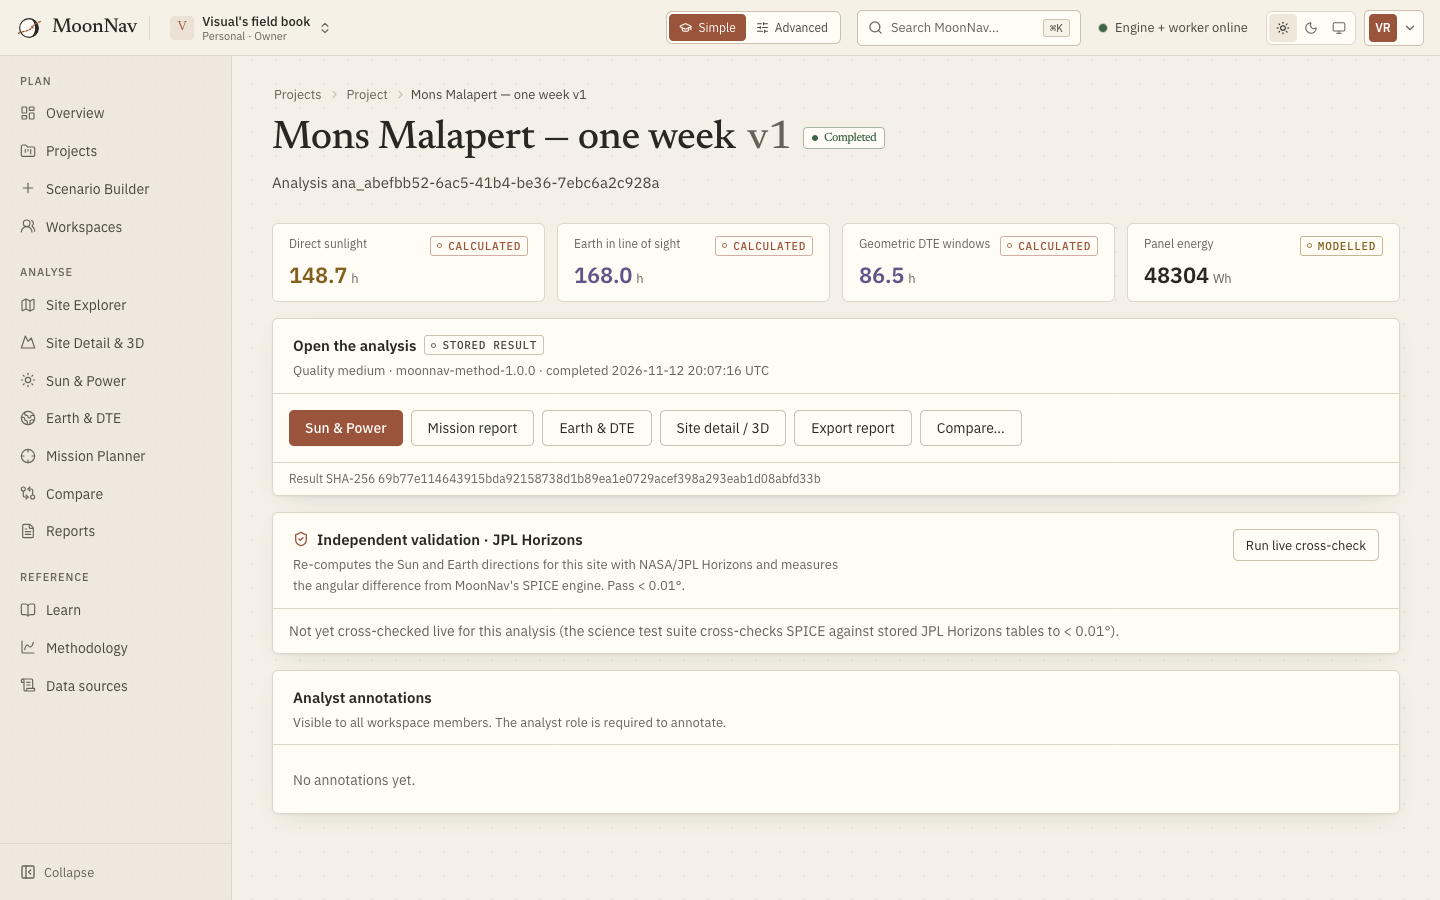 MoonNav
V
Visual's field book
Personal · Owner
Simple
Advanced
Search MoonNav...
⌘K
Engine + worker online
VR
PLAN
Overview
Projects
Scenario Builder
Workspaces
ANALYSE
Site Explorer
Site Detail & 3D
Sun & Power
Earth & DTE
Mission Planner
Compare
Reports
REFERENCE
Learn
Methodology
Data sources
Collapse
Projects > Project > Mons Malapert — one week v1
Mons Malapert — one week v1
Completed
Analysis ana_abefbb52-6ac5-41b4-be36-7ebc6a2c928a
Direct sunlight
CALCULATED
148.7 h
Earth in line of sight
CALCULATED
168.0 h
Geometric DTE windows
CALCULATED
86.5 h
Panel energy
MODELLED
48304 Wh
Open the analysis
STORED RESULT
Quality medium · moonnav-method-1.0.0 · completed 2026-11-12 20:07:16 UTC
Sun & Power
Mission report
Earth & DTE
Site detail / 3D
Export report
Compare...
Result SHA-256 69b77e114643915bda92158738d1b89ea1e0729acef398a293eab1d08abfd33b
Independent validation · JPL Horizons
Re-computes the Sun and Earth directions for this site with NASA/JPL Horizons and measures
the angular difference from MoonNav's SPICE engine. Pass < 0.01°.
Run live cross-check
Not yet cross-checked live for this analysis (the science test suite cross-checks SPICE against stored JPL Horizons tables to < 0.01°).
Analyst annotations
Visible to all workspace members. The analyst role is required to annotate.
No annotations yet.